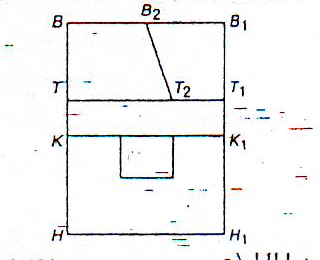 B B₂ B₁
T T₂ T₁
K K₁
H H₁